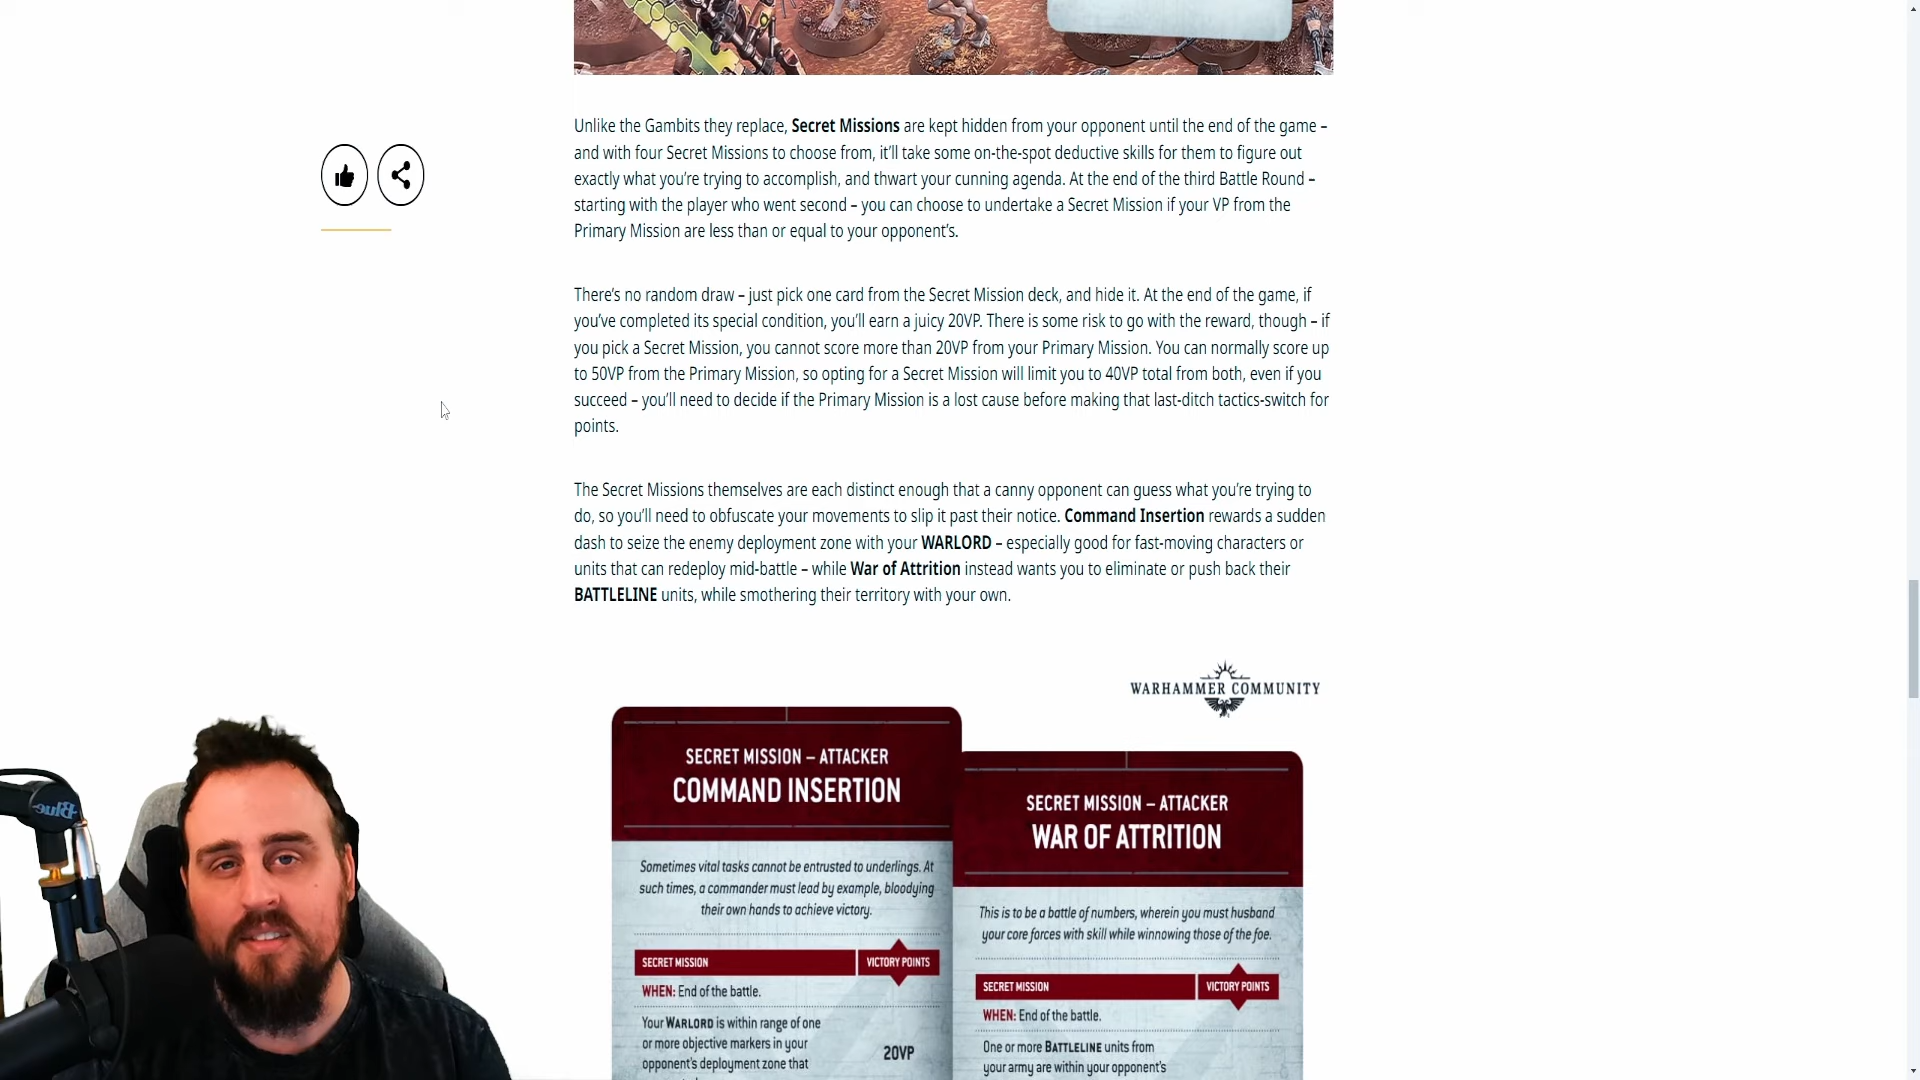 Unlike the Gambits they replace, Secret Missions are kept hidden from your opponent until the end of the game –
and with four Secret Missions to choose from, it’ll take some on-the-spot deductive skills for them to figure out
exactly what you’re trying to accomplish, and thwart your cunning agenda. At the end of the third Battle Round –
starting with the player who went second – you can choose to undertake a Secret Mission if your VP from the
Primary Mission are less than or equal to your opponent’s.
There’s no random draw – just pick one card from the Secret Mission deck, and hide it. At the end of the game, if
you’ve completed its special condition, you’ll earn a juicy 20VP. There is some risk to go with the reward, though – if
you pick a Secret Mission, you cannot score more than 20VP from your Primary Mission. You can normally score up
to 50VP from the Primary Mission, so opting for a Secret Mission will limit you to 40VP total from both, even if you
succeed – you’ll need to decide if the Primary Mission is a lost cause before making that last-ditch tactics-switch for
points.
The Secret Missions themselves are each distinct enough that a canny opponent can guess what you’re trying to
do, so you’ll need to obfuscate your movements to slip it past their notice. Command Insertion rewards a sudden
dash to seize the enemy deployment zone with your WARLORD – especially good for fast-moving characters or
units that can redeploy mid-battle – while War of Attrition instead wants you to eliminate or push back their
BATTLELINE units, while smothering their territory with your own.
WARHAMMER COMMUNITY
SECRET MISSION – ATTACKER
COMMAND INSERTION
Sometimes vital tasks cannot be entrusted to underlings. At
such times, a commander must lead by example, bloodying
their own hands to achieve victory.
SECRET MISSION
VICTORY POINTS
WHEN: End of the battle.
Your WARLORD is within range of one
or more objective markers in your
opponent’s deployment zone that
20VP
SECRET MISSION – ATTACKER
WAR OF ATTRITION
This is to be a battle of numbers, wherein you must husband
your core forces with skill while winnowing those of the foe.
SECRET MISSION
VICTORY POINTS
WHEN: End of the battle.
One or more BATTLELINE units from
your army are within your opponent’s
Blue